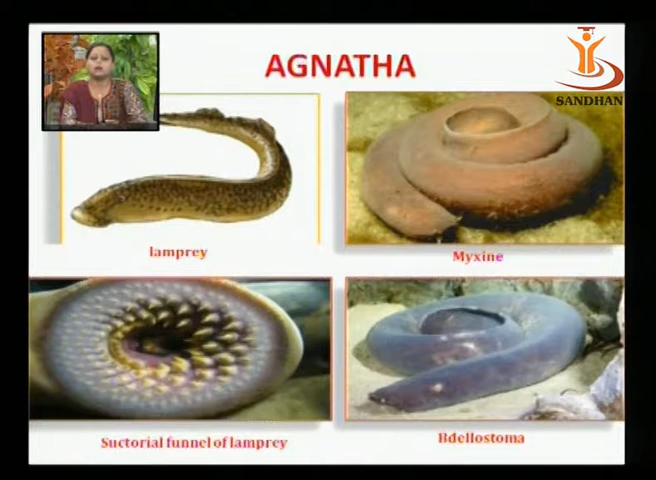 AGNATHA
SANDHAN
lamprey
Myxine
Suctorial funnel of lamprey
Bdellostoma